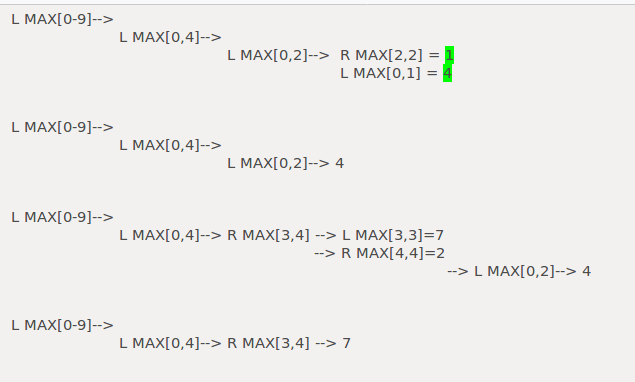 L MAX[0-9]-->
L MAX[0,4]-->
L MAX[0,2]--> R MAX[2,2] = 1
L MAX[0,1] = 4
L MAX[0-9]-->
L MAX[0,4]-->
L MAX[0,2]--> 4
L MAX[0-9]-->
L MAX[0,4]--> R MAX[3,4] --> L MAX[3,3]=7
--> R MAX[4,4]=2
--> L MAX[0,2]--> 4
L MAX[0-9]-->
L MAX[0,4]--> R MAX[3,4] --> 7